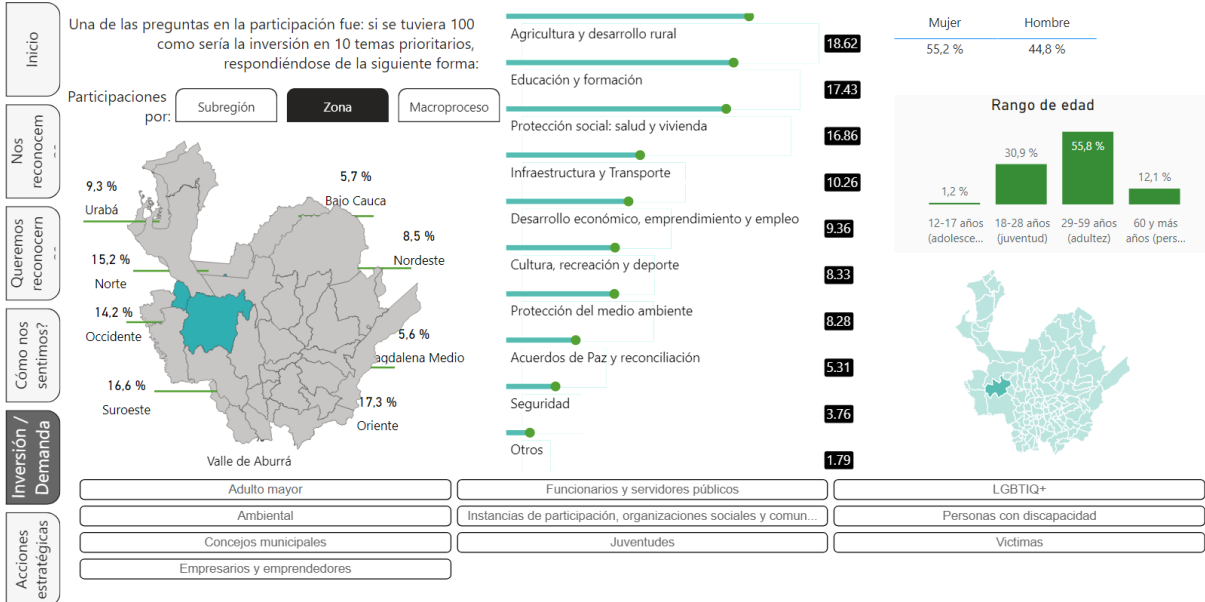 Inicio
Nos
reconocem
Queremos
reconocern
Cómo nos
sentimos?
Inversión /
Demanda
Acciones
estratégicas
Una de las preguntas en la participación fue: si se tuviera 100
como sería la inversión en 10 temas prioritarios,
respondiéndose de la siguiente forma:
Participaciones
por:
Subregión
Zona
Macroproceso
9,3 %
Urabá
5,7 %
Bajo Cauca
15,2 %
Norte
8,5 %
Nordeste
14,2 %
Occidente
5,6 %
agdalena Medio
16,6 %
Suroeste
17,3 %
Oriente
Valle de Aburrá
Agricultura y desarrollo rural
18.62
Educación y formación
17.43
Protección social: salud y vivienda
16.86
Infraestructura y Transporte
10.26
Desarrollo económico, emprendimiento y empleo
9.36
Cultura, recreación y deporte
8.33
Protección del medio ambiente
8.28
Acuerdos de Paz y reconciliación
5.31
Seguridad
3.76
Otros
1.79
Mujer Hombre
55,2 % 44,8 %
Rango de edad
1,2 %
30,9 %
55,8 %
12,1 %
12-17 años
(adolesce...
18-28 años
(juventud)
29-59 años
(adultez)
60 y más
años (pers...
Adulto mayor
Funcionarios y servidores públicos
LGBTIQ+
Ambiental
Instancias de participación, organizaciones sociales y comun...
Personas con discapacidad
Concejos municipales
Juventudes
Victimas
Empresarios y emprendedores